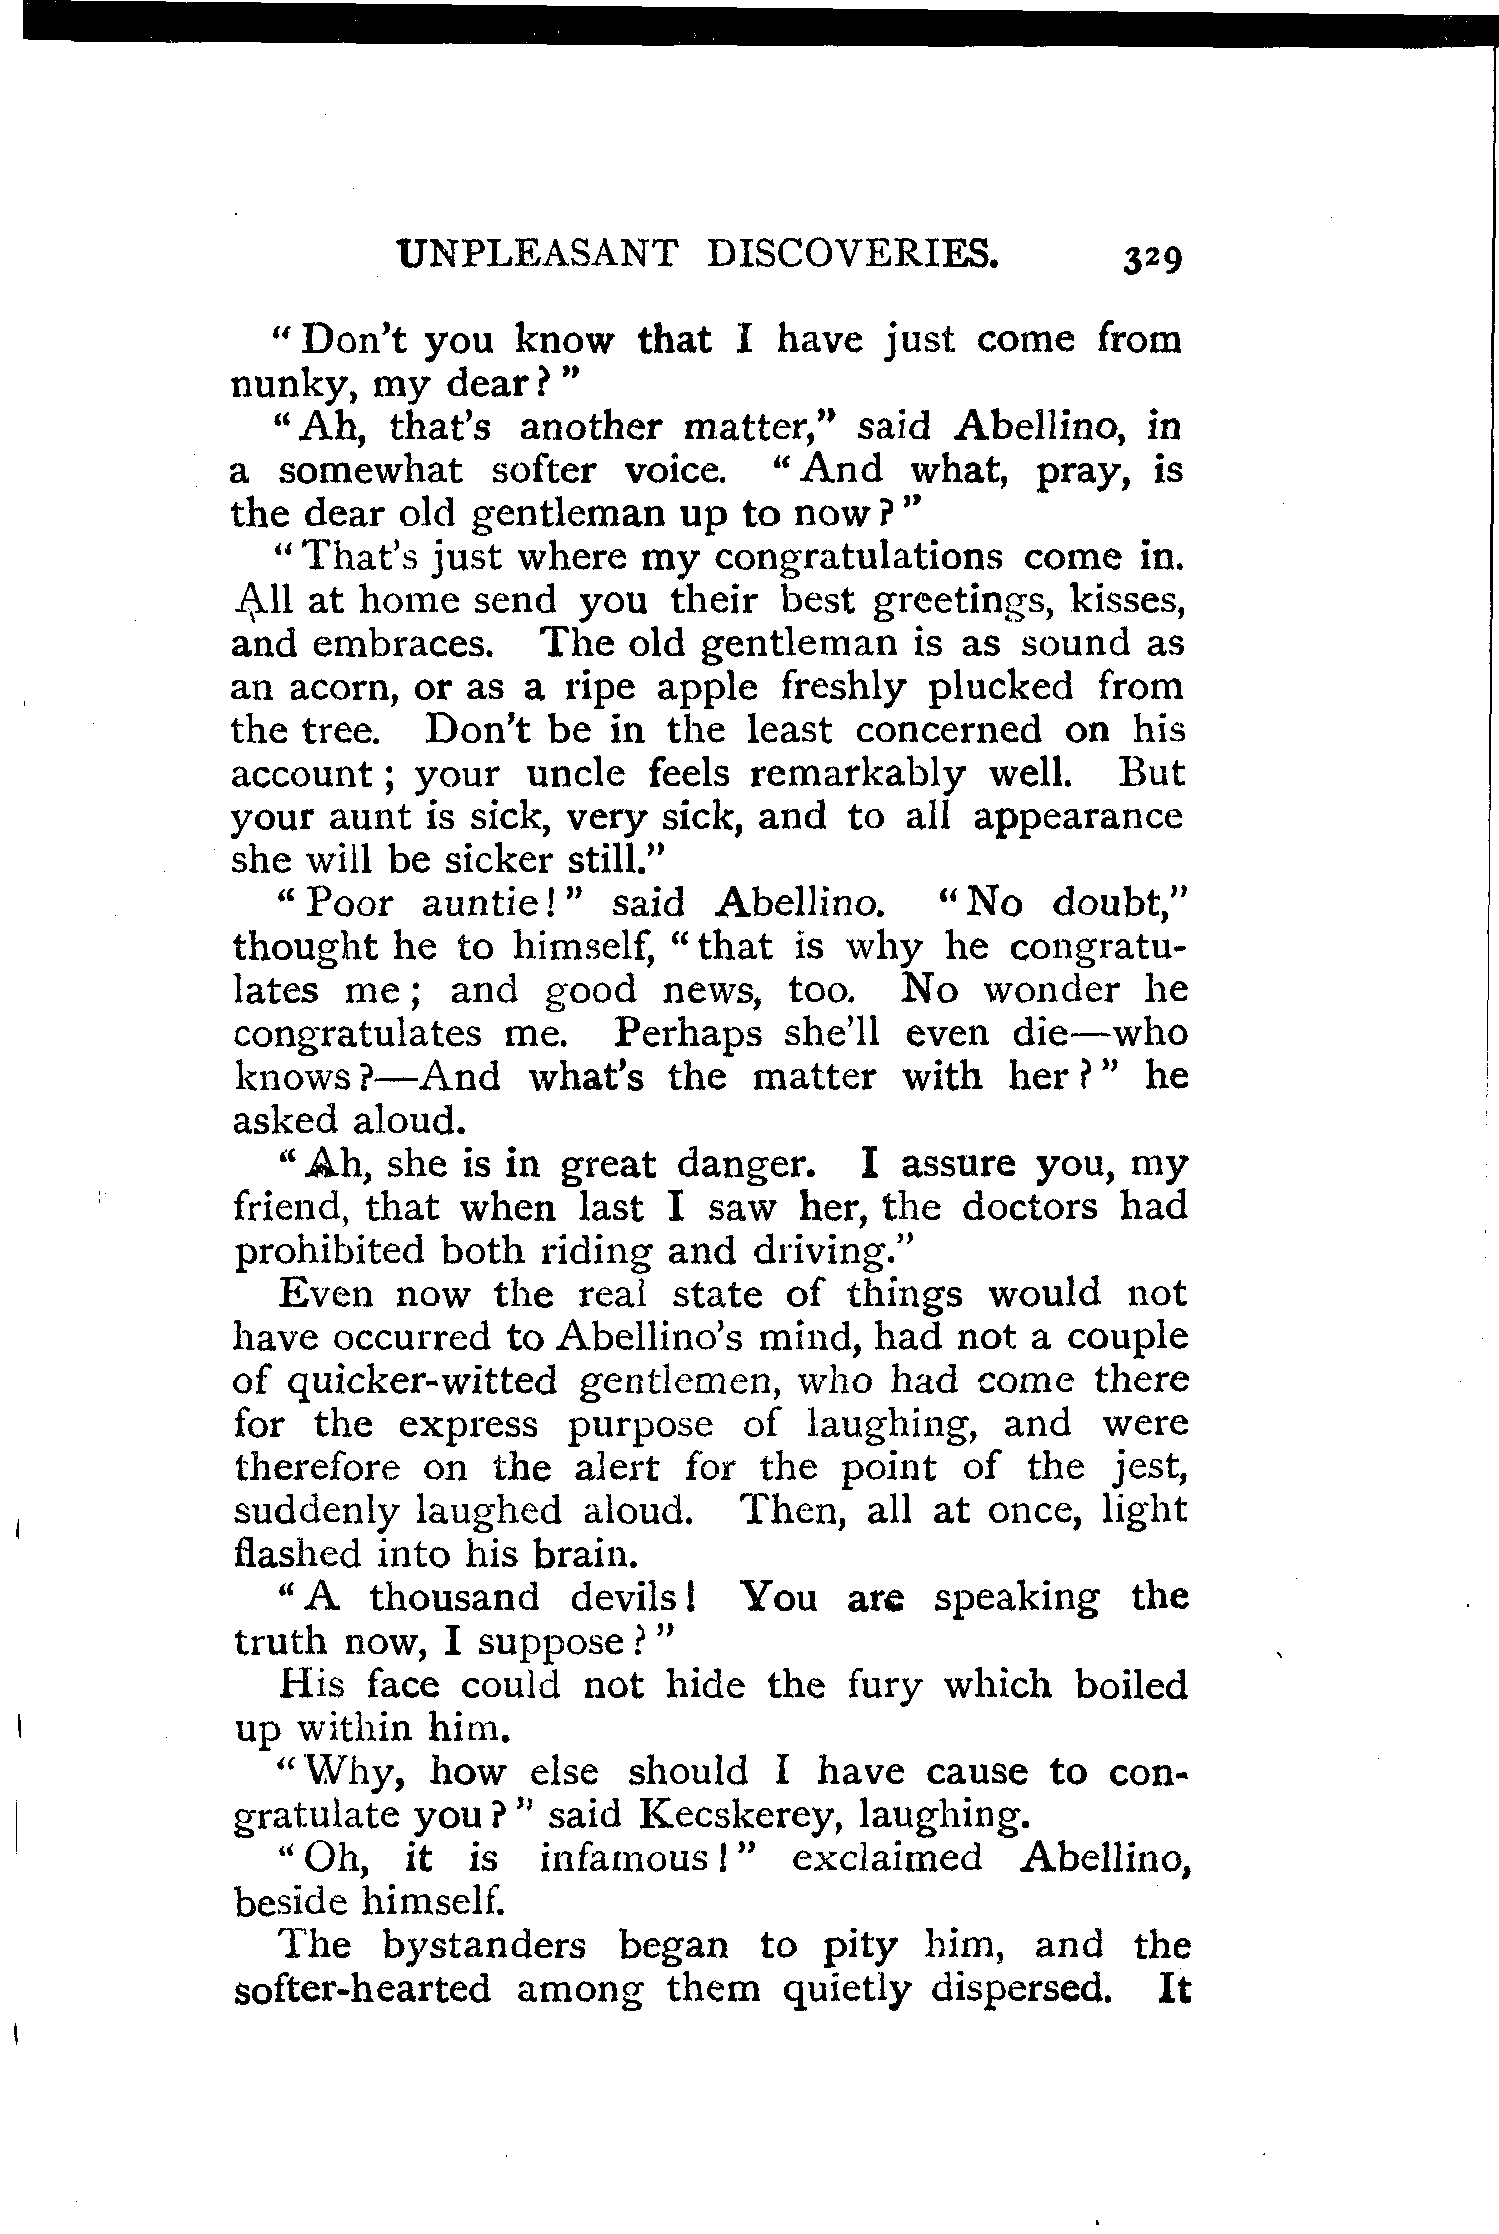 UNPLEASANT DISCOVERIES. 329
"Don't you know that I have just come from
nunky, my dear?"
"Ah, that's another matter," said Abellino, in
a somewhat softer voice. "And what, pray, is
the dear old gentleman up to now?"
"That's just where my congratulations come in.
All at home send you their best greetings, kisses,
and embraces. The old gentleman is as sound as
an acorn, or as a ripe apple freshly plucked from
the tree. Don't be in the least concerned on his
account; your uncle feels remarkably well. But
your aunt is sick, very sick, and to all appearance
she will be sicker still."
"Poor auntie!" said Abellino. "No doubt,"
thought he to himself, "that is why he congratu-
lates me; and good news, too. No wonder he
congratulates me. Perhaps she'll even die—who
knows?—And what's the matter with her?" he
asked aloud.
"Ah, she is in great danger. I assure you, my
friend, that when last I saw her, the doctors had
prohibited both riding and driving."
Even now the real state of things would not
have occurred to Abellino's mind, had not a couple
of quicker-witted gentlemen, who had come there
for the express purpose of laughing, and were
therefore on the alert for the point of the jest,
suddenly laughed aloud. Then, all at once, light
flashed into his brain.
"A thousand devils! You are speaking the
truth now, I suppose?"
His face could not hide the fury which boiled
up within him.
"Why, how else should I have cause to con-
gratulate you?" said Kecskerey, laughing.
"Oh, it is infamous!" exclaimed Abellino,
beside himself.
The bystanders began to pity him, and the
softer-hearted among them quietly dispersed. It